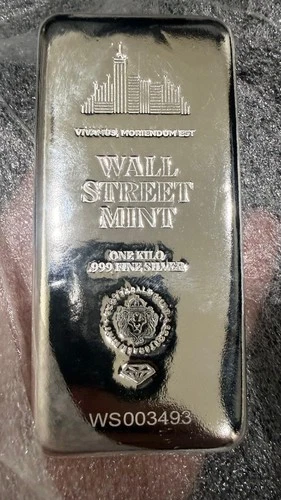 VIVAMUS, MORIENDUM EST
WALL
STREET
MINT
ONE KILO
.999 FINE SILVER
WS003493